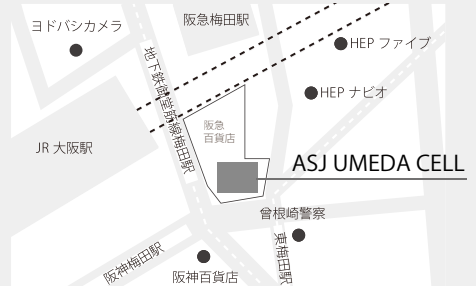 ヨドバシカメラ
阪急梅田駅
HEP ファイブ
地下鉄御堂筋線梅田駅
HEP ナビオ
阪急
百貨店
JR 大阪駅
ASJ UMEDA CELL
曽根崎警察
東梅田駅
阪神梅田駅
阪神百貨店